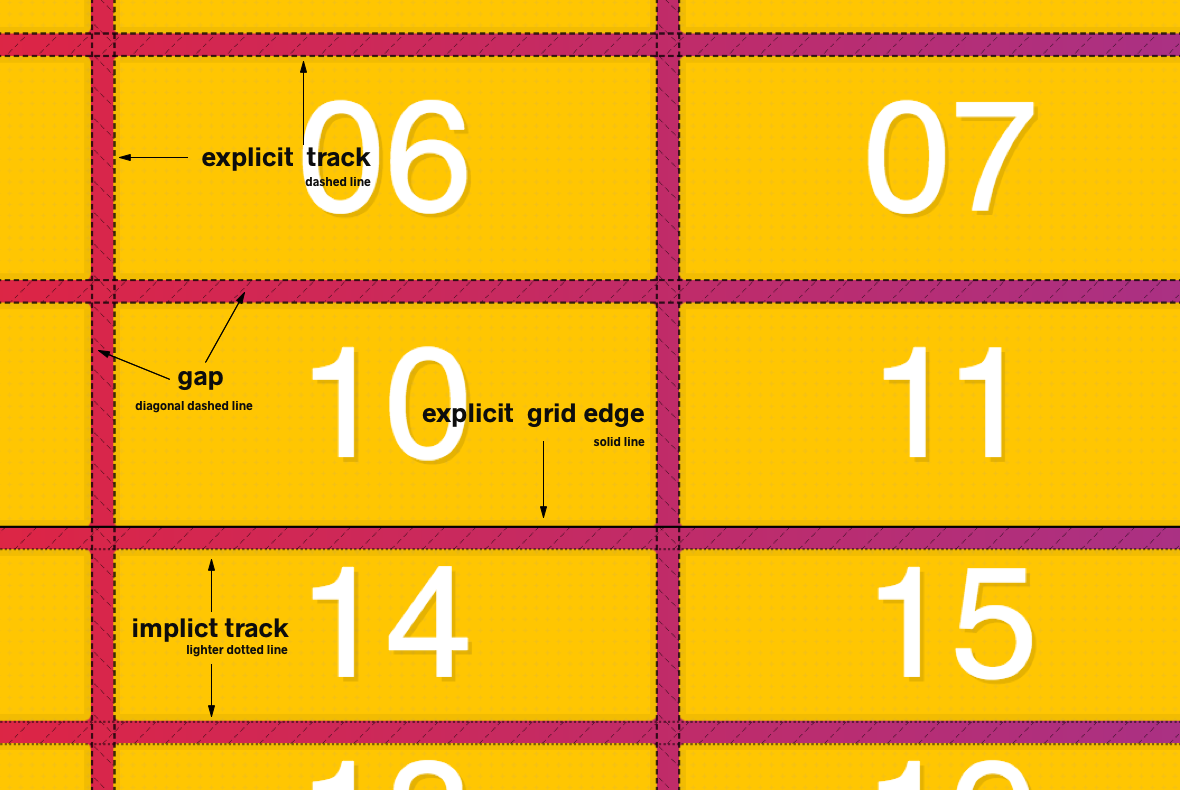 06
07
explicit track
dashed line
10
11
gap
diagonal dashed line
explicit grid edge
solid line
14
15
implict track
lighter dotted line